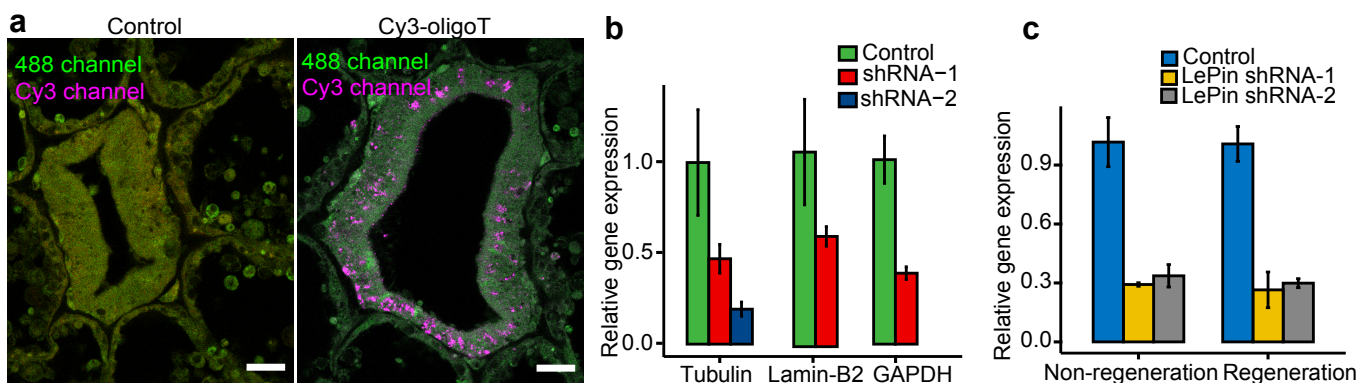 a
Control
488 channel
Cy3 channel
Cy3-oligoT
488 channel
Cy3 channel
b
Control
shRNA−1
shRNA−2
Relative gene expression
1.0
0.5
0.0
Tubulin
Lamin-B2
GAPDH
c
Control
LePin shRNA-1
LePin shRNA-2
Relative gene expression
0.9
0.6
0.3
0.0
Non-regeneration
Regeneration